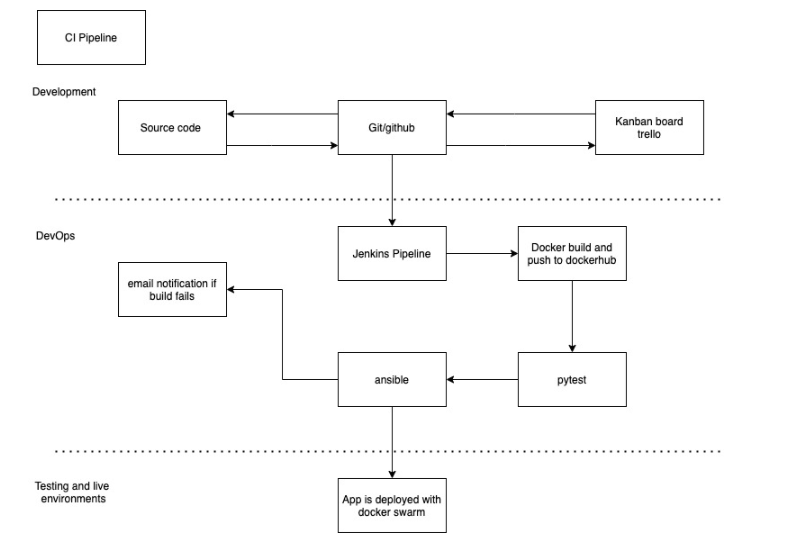 CI Pipeline
Development
Source code
Git/github
Kanban board
trello
DevOps
Jenkins Pipeline
Docker build and
push to dockerhub
email notification if
build fails
ansible
pytest
Testing and live
environments
App is deployed with
docker swarm